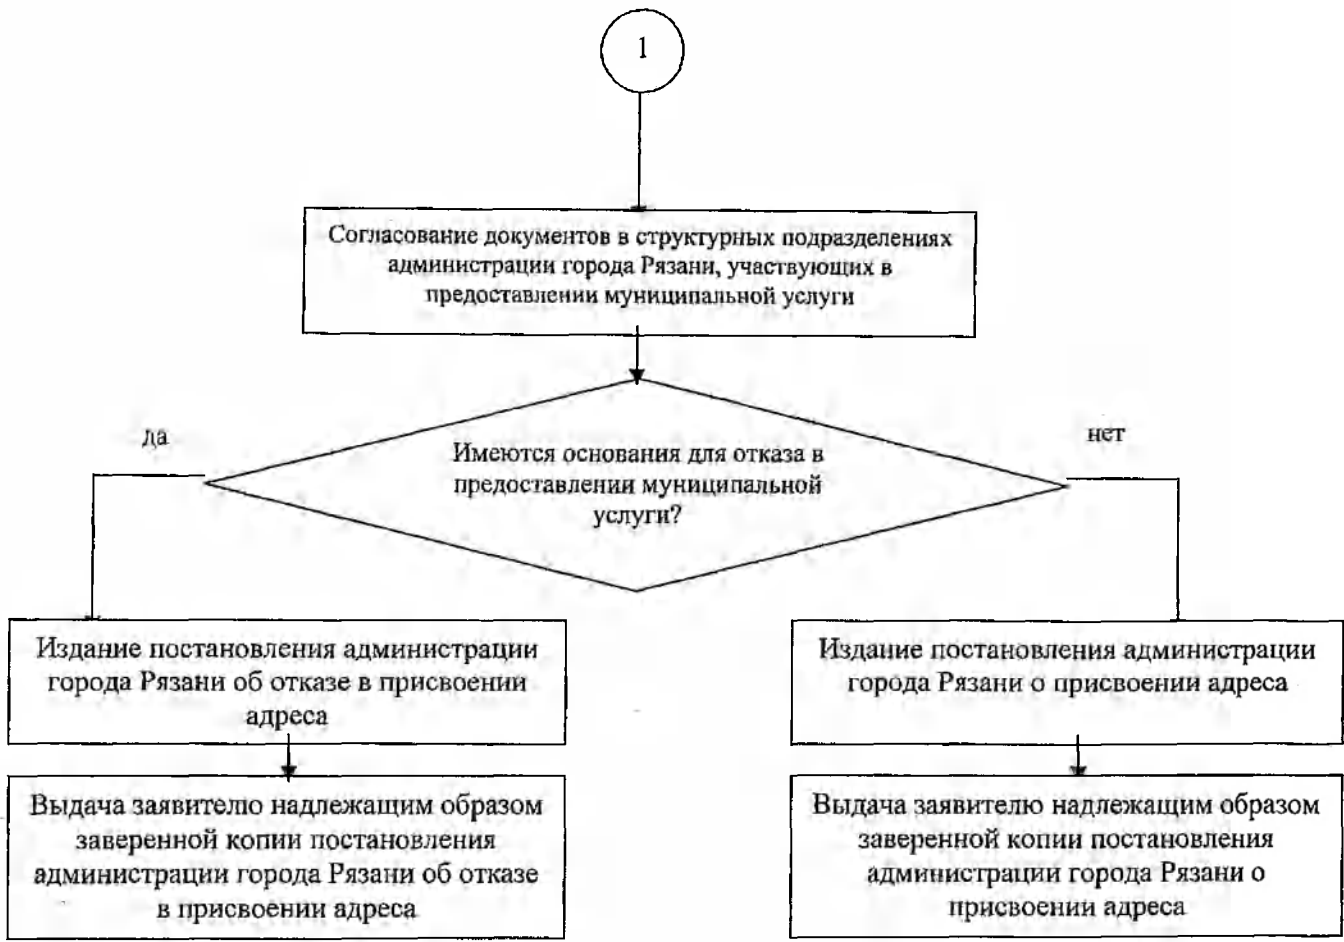 1
Согласование документов в структурных подразделениях
администрации города Рязани, участвующих в
предоставлении муниципальной услуги
да
нет
Имеются основания для отказа в
предоставлении муниципальной
услуги?
Издание постановления администрации
города Рязани об отказе в присвоении
адреса
Издание постановления администрации
города Рязани о присвоении адреса
Выдача заявителю надлежащим образом
заверенной копии постановления
администрации города Рязани об отказе
в присвоении адреса
Выдача заявителю надлежащим образом
заверенной копии постановления
администрации города Рязани о
присвоении адреса